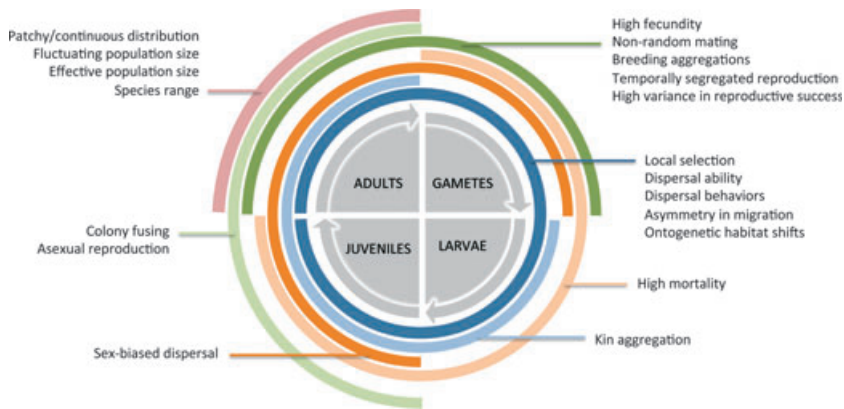 Patchy/continuous distribution
Fluctuating population size
Effective population size
Species range
High fecundity
Non-random mating
Breeding aggregations
Temporally segregated reproduction
High variance in reproductive success
ADULTS
GAMETES
JUVENILES
LARVAE
Local selection
Dispersal ability
Dispersal behaviors
Asymmetry in migration
Ontogenetic habitat shifts
Colony fusing
Asexual reproduction
High mortality
Kin aggregation
Sex-biased dispersal